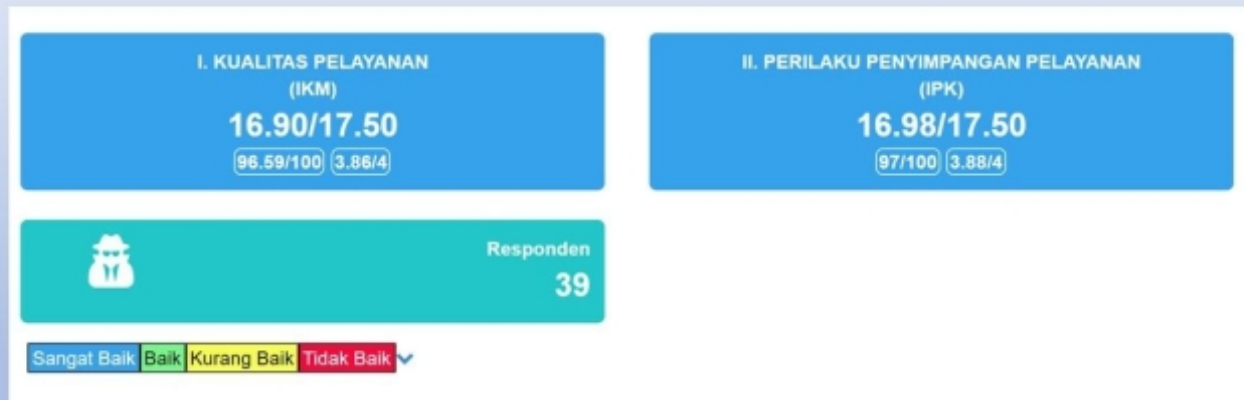 I. KUALITAS PELAYANAN
(IKM)
16.90/17.50
96.59/100 3.86/4
II. PERILAKU PENYIMPANGAN PELAYANAN
(IPK)
16.98/17.50
97/100 3.88/4
Responden
39
Sangat Baik Baik Kurang Baik Tidak Baik